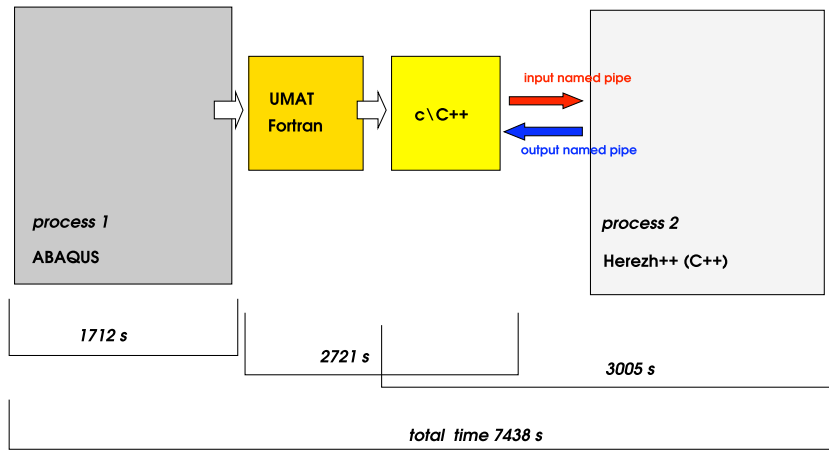 UMAT
Fortran
c\C++
input named pipe
output named pipe
process 1
ABAQUS
process 2
Herezh++ (C++)
1712 s
2721 s
3005 s
total time 7438 s